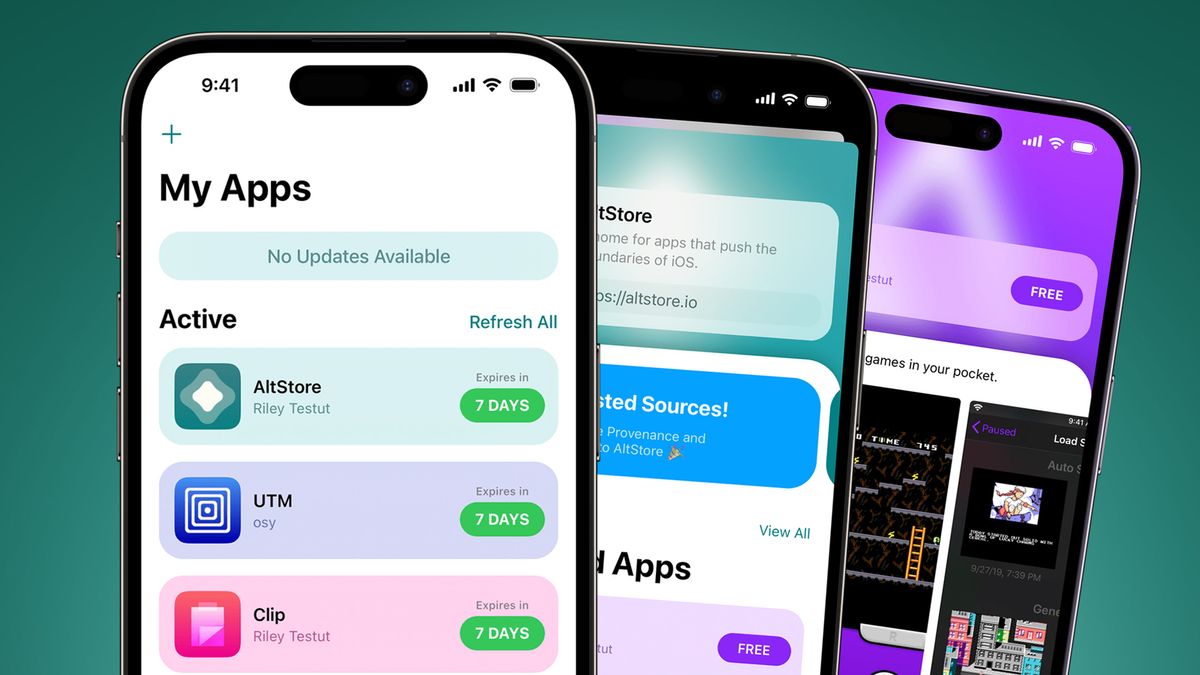 9:41
My Apps
No Updates Available
Active
Refresh All
AltStore
Riley Testut
Expires in
7 DAYS
UTM
osy
Expires in
7 DAYS
Clip
Riley Testut
Expires in
7 DAYS
tStore
home for apps that push the
undaries of iOS.
ps://altstore.io
sted Sources!
e Provenance and
to AltStore 🎉
View All
d Apps
tut
FREE
estut
FREE
games in your pocket.
TIME 745
R
9:41
Paused
Load S
Auto S
9/27/19, 7:39 PM
Gene